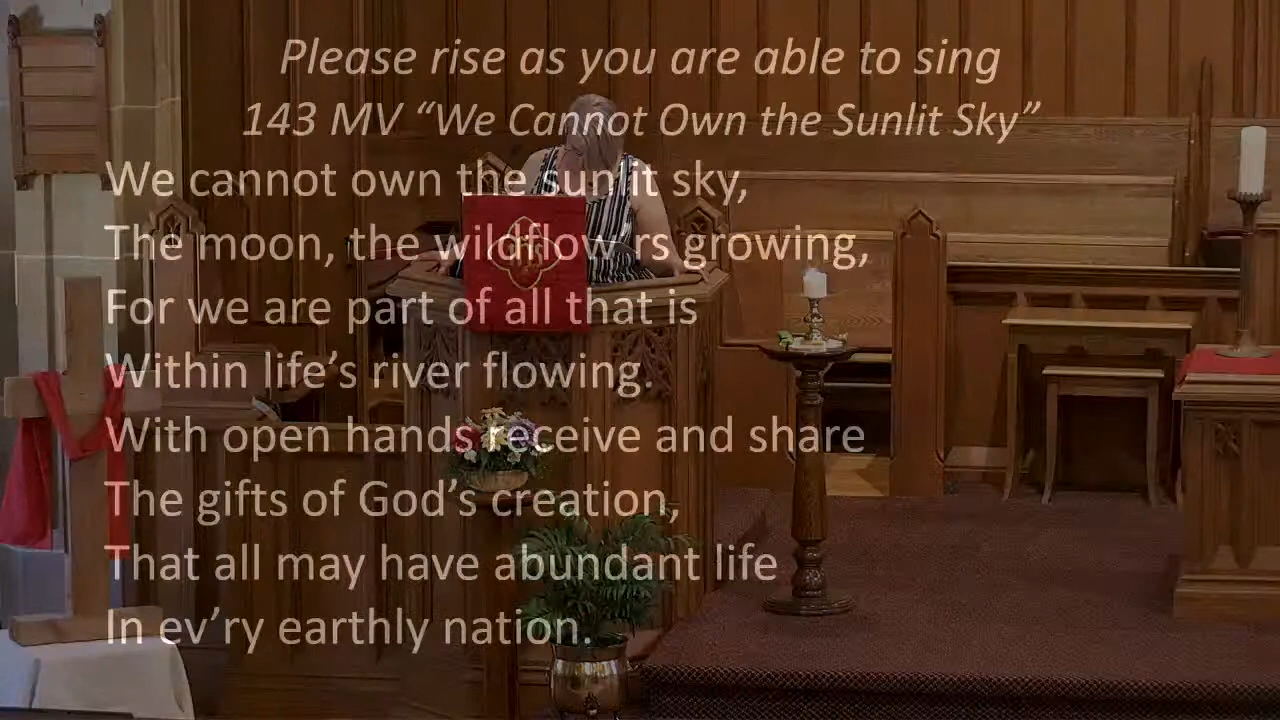 Please rise as you are able to sing
143 MV “We Cannot Own the Sunlit Sky”
We cannot own the sunlit sky,
The moon, the wildflowers growing,
For we are part of all that is
Within life’s river flowing.
With open hands receive and share
The gifts of God’s creation,
That all may have abundant life
In ev’ry earthly nation.